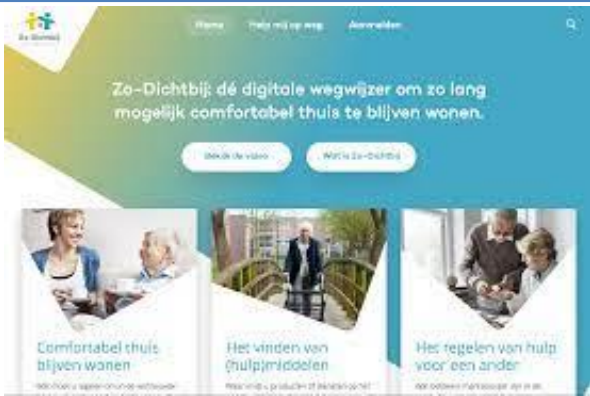 Zo-Dichtbij
Home Help mij op weg Aanmelden
Zo-Dichtbij: dé digitale wegwijzer om zo lang
mogelijk comfortabel thuis te blijven wonen.
Bekijk de video Wat is Zo-Dichtbij
Comfortabel thuis
blijven wonen
Het vinden van
(hulp)middelen
Het regelen van hulp
voor een ander